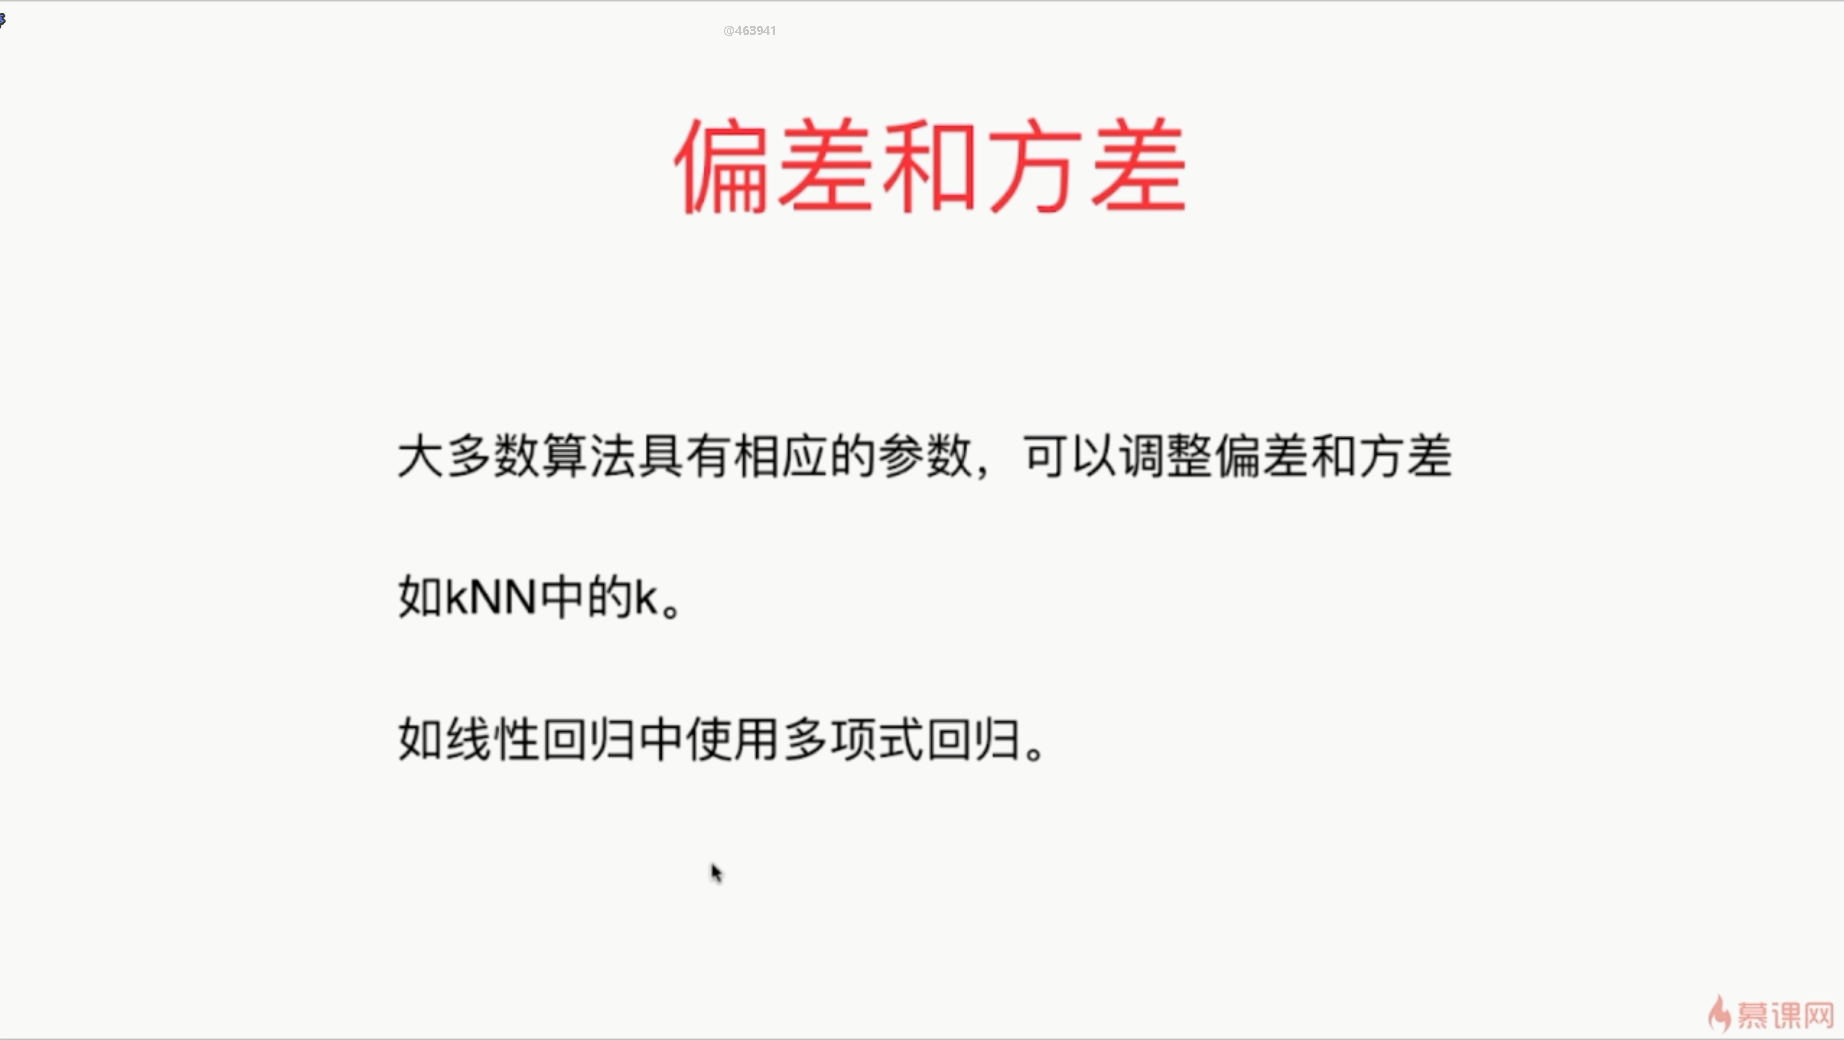 @463941
偏差和方差
大多数算法具有相应的参数，可以调整偏差和方差
如kNN中的k。
如线性回归中使用多项式回归。
慕课网